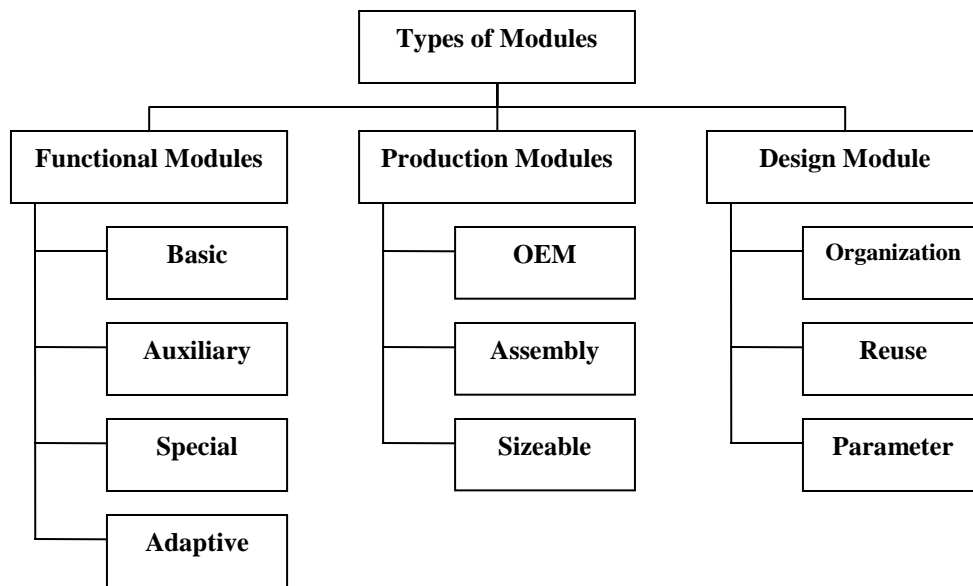 Types of Modules
Functional Modules
Basic
Auxiliary
Special
Adaptive
Production Modules
OEM
Assembly
Sizeable
Design Module
Organization
Reuse
Parameter